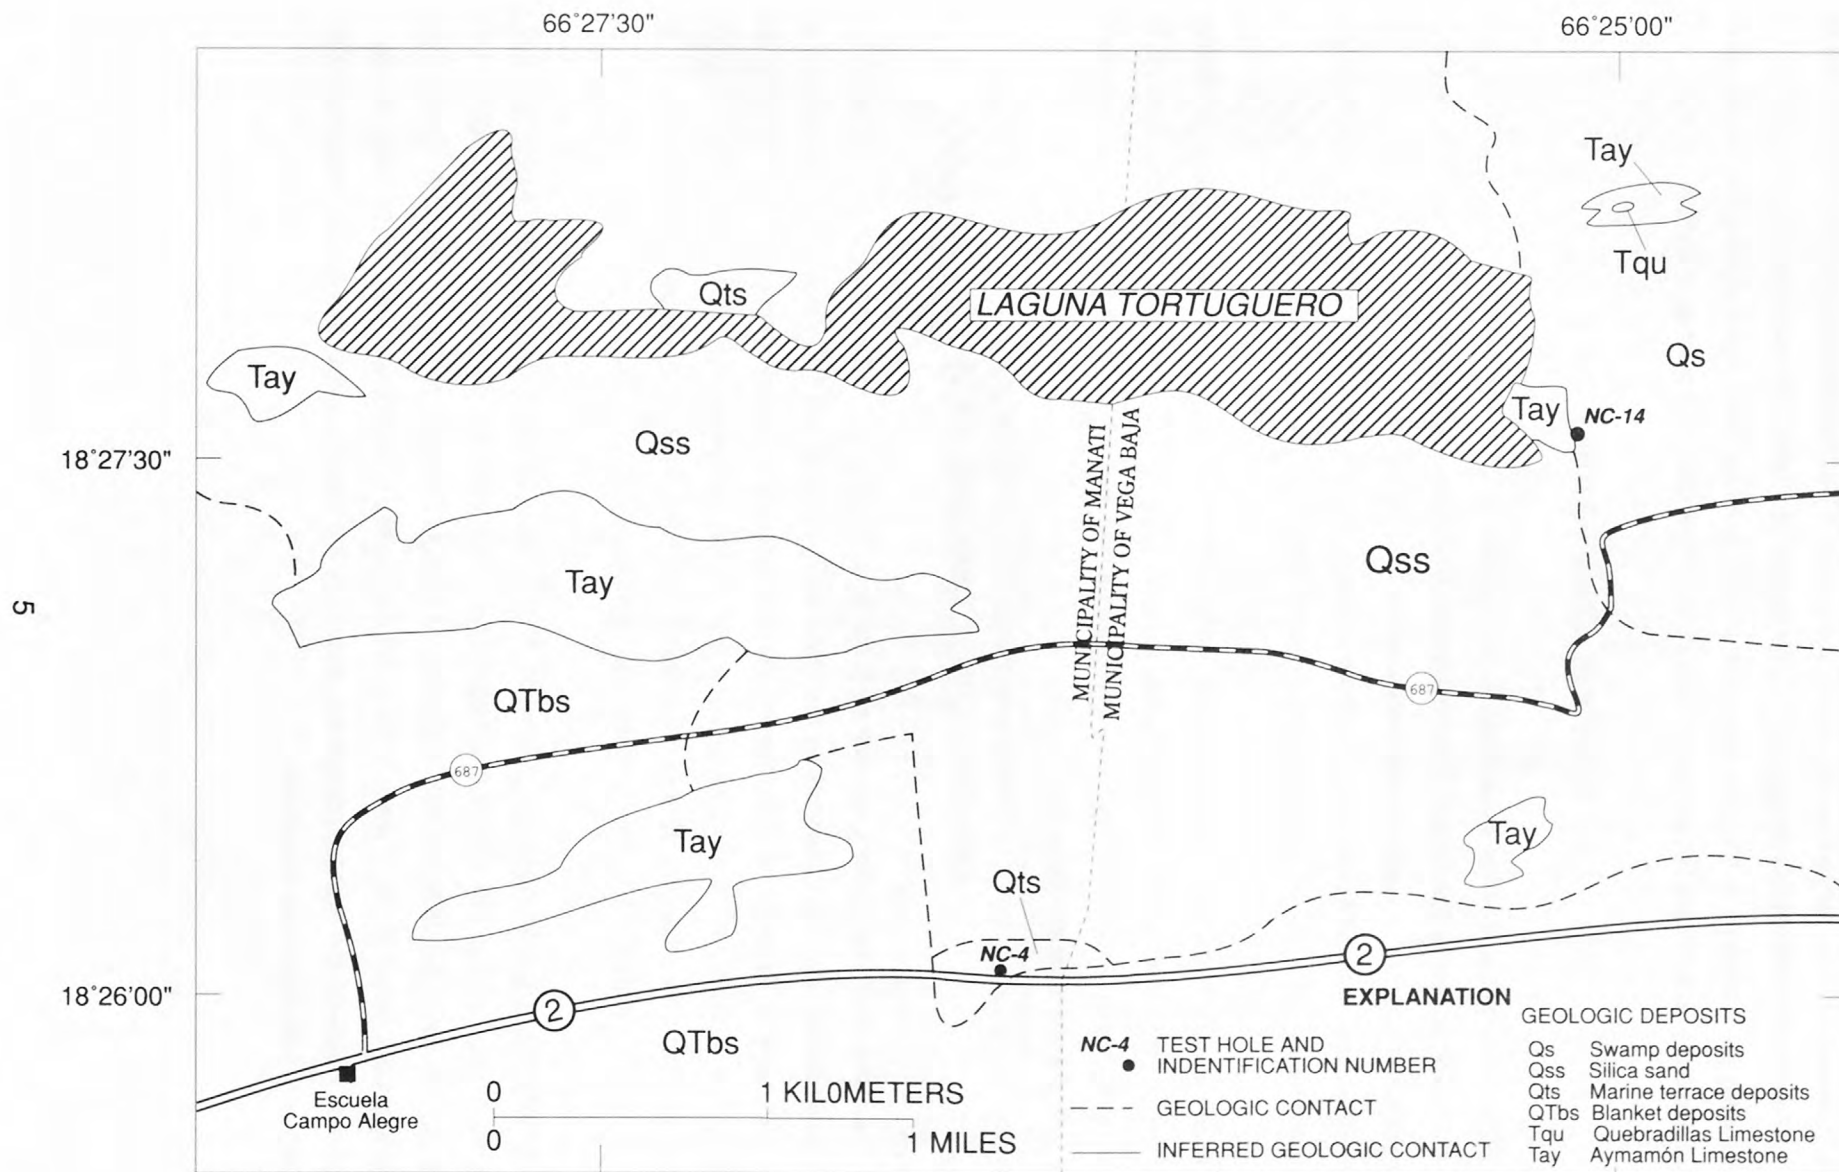 66°27'30"
66°25'00"
Tay
Tqu
Qts
LAGUNA TORTUGUERO
Qs
Tay
Tay
NC-14
Qss
18°27'30"
MUNICIPALITY OF MANATI
MUNICIPALITY OF VEGA BAJA
Qss
Tay
5
QTbs
687
687
Tay
Tay
Qts
NC-4
2
18°26'00"
2
QTbs
Escuela
Campo Alegre
0
1 KILOMETERS
0
1 MILES
EXPLANATION
NC-4 TEST HOLE AND
INDENTIFICATION NUMBER
GEOLOGIC CONTACT
INFERRED GEOLOGIC CONTACT
GEOLOGIC DEPOSITS
Qs Swamp deposits
Qss Silica sand
Qts Marine terrace deposits
QTbs Blanket deposits
Tqu Quebradillas Limestone
Tay Aymamón Limestone